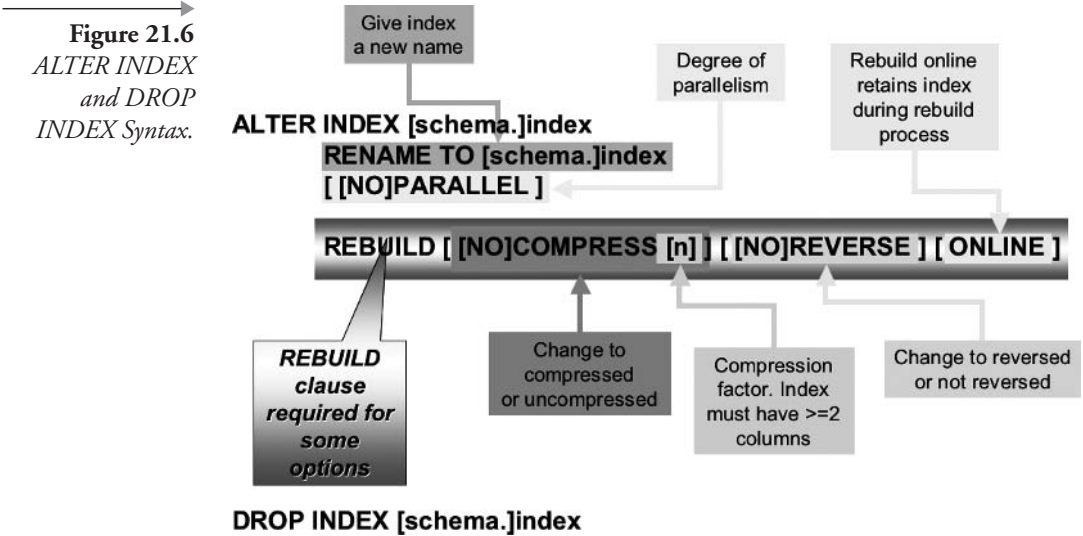 Figure 21.6
ALTER INDEX
and DROP
INDEX Syntax.
Give index
a new name
Degree of
parallelism
Rebuild online
retains index
during rebuild
process
ALTER INDEX [schema.]index
RENAME TO [schema.]index
[ [NO]PARALLEL ]
REBUILD [ [NO]COMPRESS [n] ] [ [NO]REVERSE ] [ ONLINE ]
REBUILD
clause
required for
some
options
Change to
compressed
or uncompressed
Compression
factor. Index
must have >=2
columns
Change to reversed
or not reversed
DROP INDEX [schema.]index